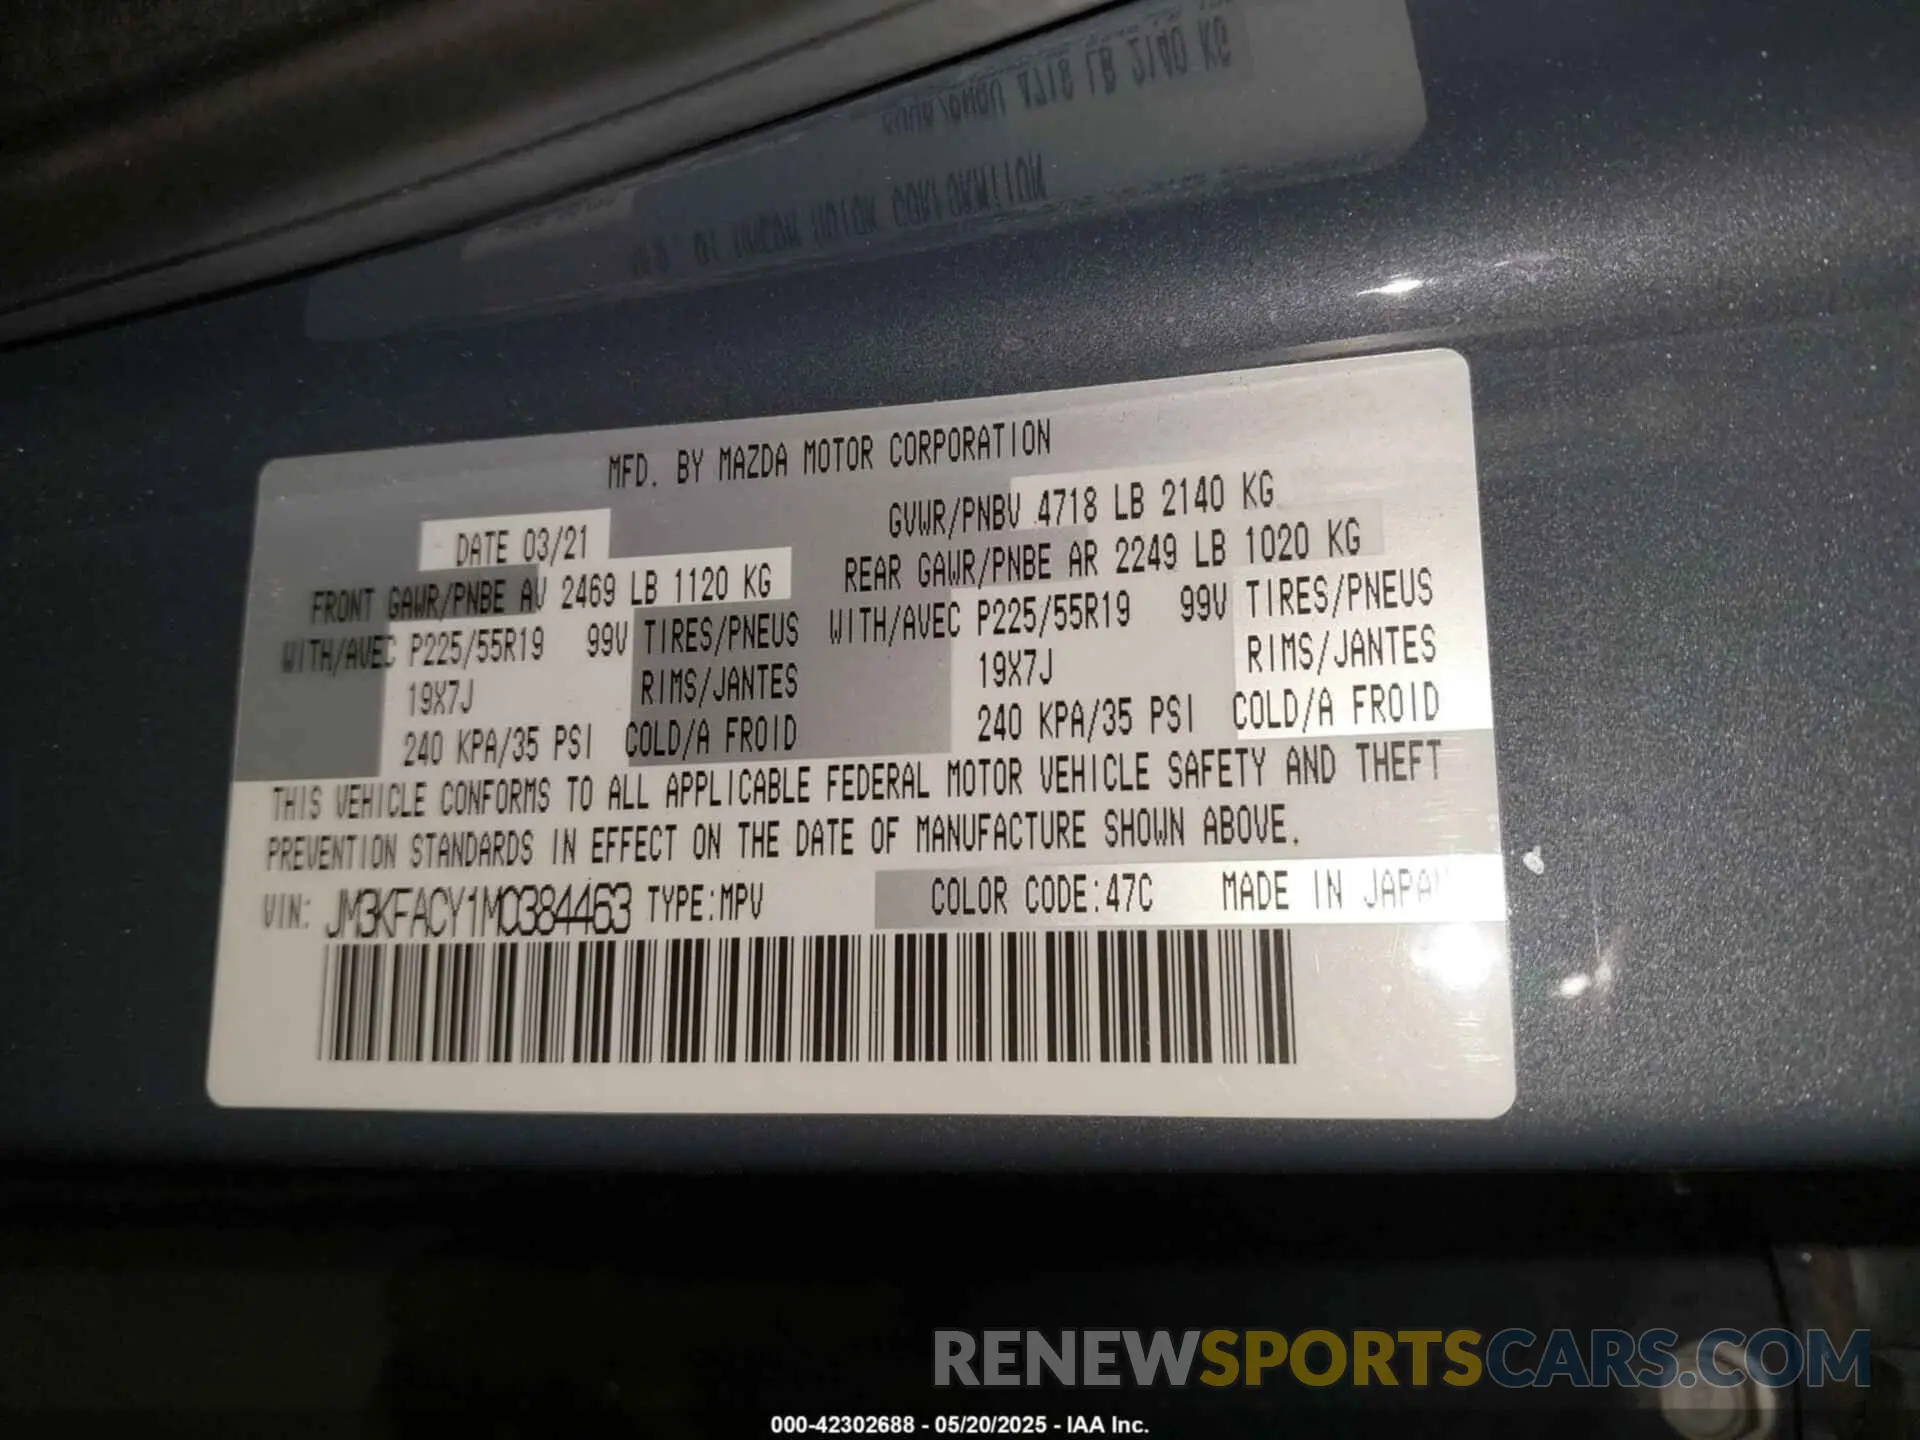 MFD. BY MAZDA MOTOR CORPORATION
DATE 03/21
GVWR/PNBV 4718 LB 2140 KG
FRONT GAWR/PNBE AV 2469 LB 1120 KG
REAR GAWR/PNBE AR 2249 LB 1020 KG
WITH/AVEC P225/55R19 99V TIRES/PNEUS
WITH/AVEC P225/55R19 99V TIRES/PNEUS
19X7J RIMS/JANTES
19X7J RIMS/JANTES
240 KPA/35 PSI COLD/A FROID
240 KPA/35 PSI COLD/A FROID
THIS VEHICLE CONFORMS TO ALL APPLICABLE FEDERAL MOTOR VEHICLE SAFETY AND THEFT
PREVENTION STANDARDS IN EFFECT ON THE DATE OF MANUFACTURE SHOWN ABOVE.
VIN: JM3KFACY1M0384463 TYPE:MPV COLOR CODE:47C MADE IN JAPAN
RENEWSPORTSCARS.COM
000-42302688 - 05/20/2025 - IAA Inc.